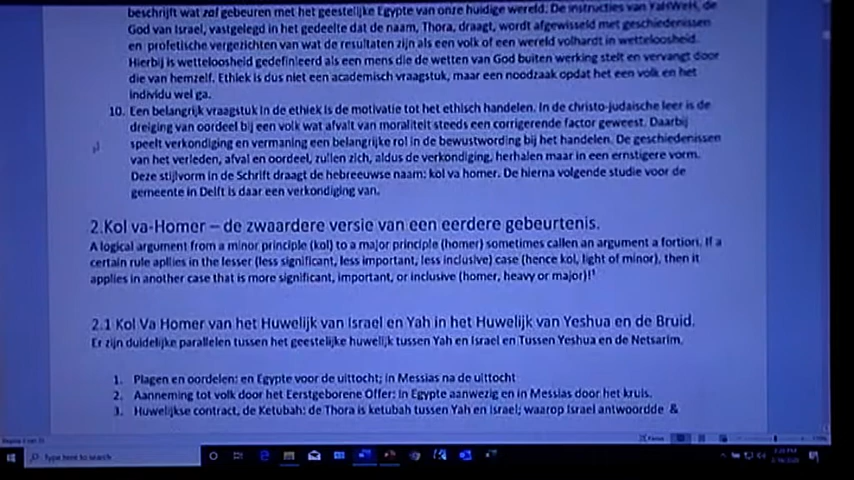 beschrijft wat zal gebeuren met het geestelijke Egypte van onze huidige wereld. De instructies van YaHWeH, de
God van Israel, vastgelegd in het gedeelte dat de naam, Thora, draagt, wordt afgewisseld met geschiedenissen
en profetische vergezichten van wat de resultaten zijn als een volk of een wereld volhardt in wetteloosheid.
Hierbij is wetteloosheid gedefinieerd als een mens die de wetten van God buiten werking stelt en vervangt door
die van hemzelf. Ethiek is dus niet een academisch vraagstuk, maar een noodzaak opdat het een volk en het
individu wel ga.
10. Een belangrijk vraagstuk in de ethiek is de motivatie tot het ethisch handelen. In de christo-judaische leer is de
dreiging van oordeel bij een volk wat afvalt van moraliteit steeds een corrigerende factor geweest. Daarbij
speelt verkondiging en vermaning een belangrijke rol in de bewustwording bij het handelen. De geschiedenissen
van het verleden, afval en oordeel, zullen zich, aldus de verkondiging, herhalen maar in een ernstigere vorm.
Deze stijlvorm in de Schrift draagt de hebreeuwse naam: kol va homer. De hierna volgende studie voor de
gemeente in Delft is daar een verkondiging van.
2.Kol va-Homer – de zwaardere versie van een eerdere gebeurtenis.
A logical argument from a minor principle (kol) to a major principle (homer) sometimes callen an argument a fortiori. If a
certain rule apllies in the lesser (less significant, less important, less inclusive) case (hence kol, light of minor), then it
applies in another case that is more significant, important, or inclusive (homer, heavy or major)!¹
2.1 Kol Va Homer van het Huwelijk van Israel en Yah in het Huwelijk van Yeshua en de Bruid.
Er zijn duidelijke parallelen tussen het geestelijke huwelijk tussen Yah en Israel en Tussen Yeshua en de Netsarim.
1. Plagen en oordelen: en Egypte voor de uittocht; in Messias na de uittocht
2. Aanneming tot volk door het Eerstgeborene Offer: in Egypte aanwezig en in Messias door het kruis.
3. Huwelijkse contract, de Ketubah: de Thora is ketubah tussen Yah en Israel; waarop Israel antwoordde &
Type here to search